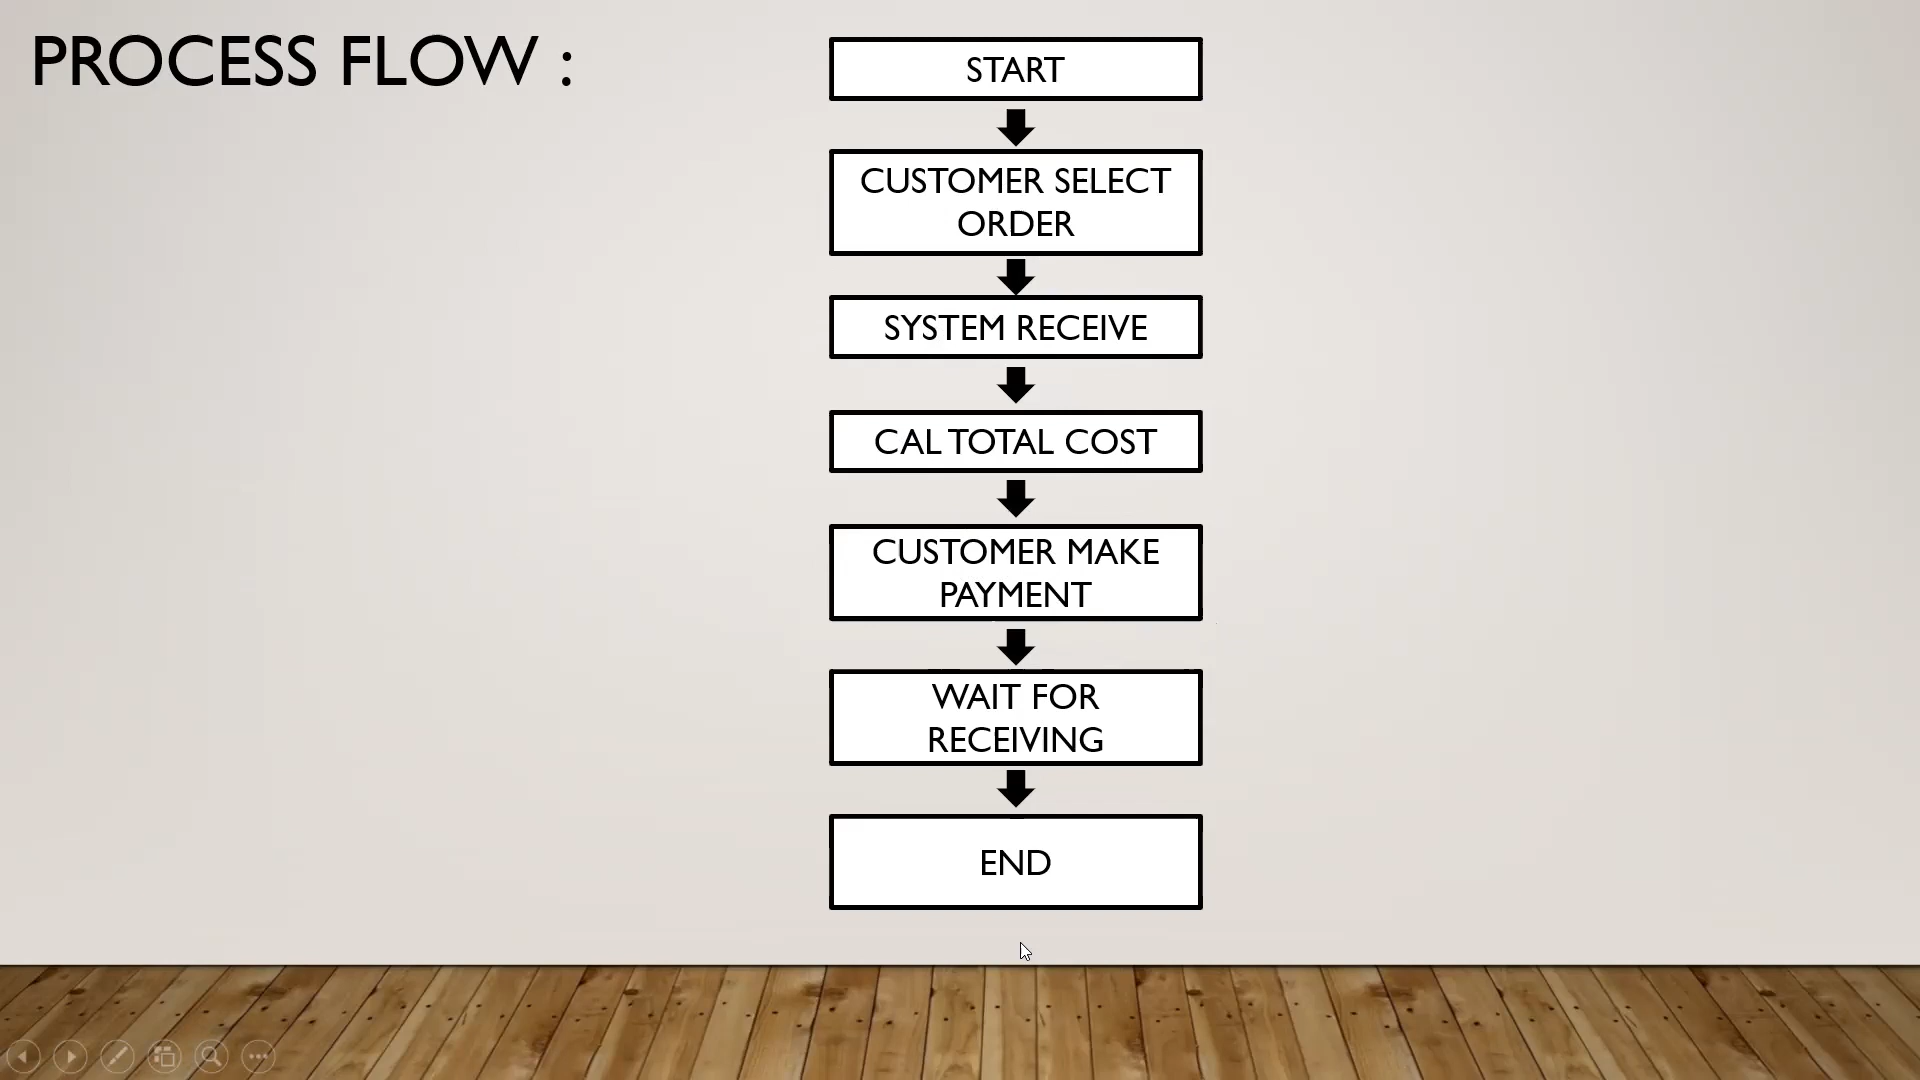 PROCESS FLOW :
START
CUSTOMER SELECT
ORDER
SYSTEM RECEIVE
CAL TOTAL COST
CUSTOMER MAKE
PAYMENT
WAIT FOR
RECEIVING
END